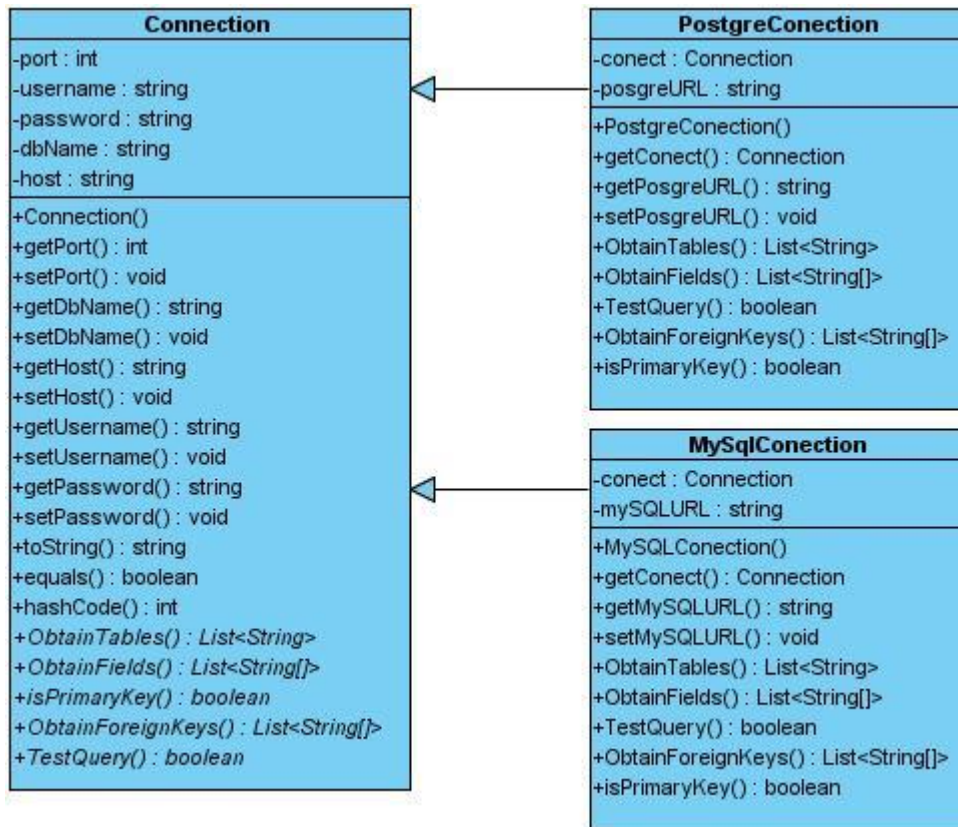 Connection
-port : int
-username : string
-password : string
-dbName : string
-host : string
+Connection()
+getPort() : int
+setPort() : void
+getDbName() : string
+setDbName() : void
+getHost() : string
+setHost() : void
+getUsername() : string
+setUsername() : void
+getPassword() : string
+setPassword() : void
+toString() : string
+equals() : boolean
+hashCode() : int
+ObtainTables() : List<String>
+ObtainFields() : List<String[]>
+isPrimaryKey() : boolean
+ObtainForeignKeys() : List<String[]>
+TestQuery() : boolean
PostgreConection
-conect : Connection
-posgreURL : string
+PostgreConection()
+getConect() : Connection
+getPosgreURL() : string
+setPosgreURL() : void
+ObtainTables() : List<String>
+ObtainFields() : List<String[]>
+TestQuery() : boolean
+ObtainForeignKeys() : List<String[]>
+isPrimaryKey() : boolean
MySqlConection
-conect : Connection
-mySQLURL : string
+MySQLConection()
+getConect() : Connection
+getMySQLURL() : string
+setMySQLURL() : void
+ObtainTables() : List<String>
+ObtainFields() : List<String[]>
+TestQuery() : boolean
+ObtainForeignKeys() : List<String[]>
+isPrimaryKey() : boolean